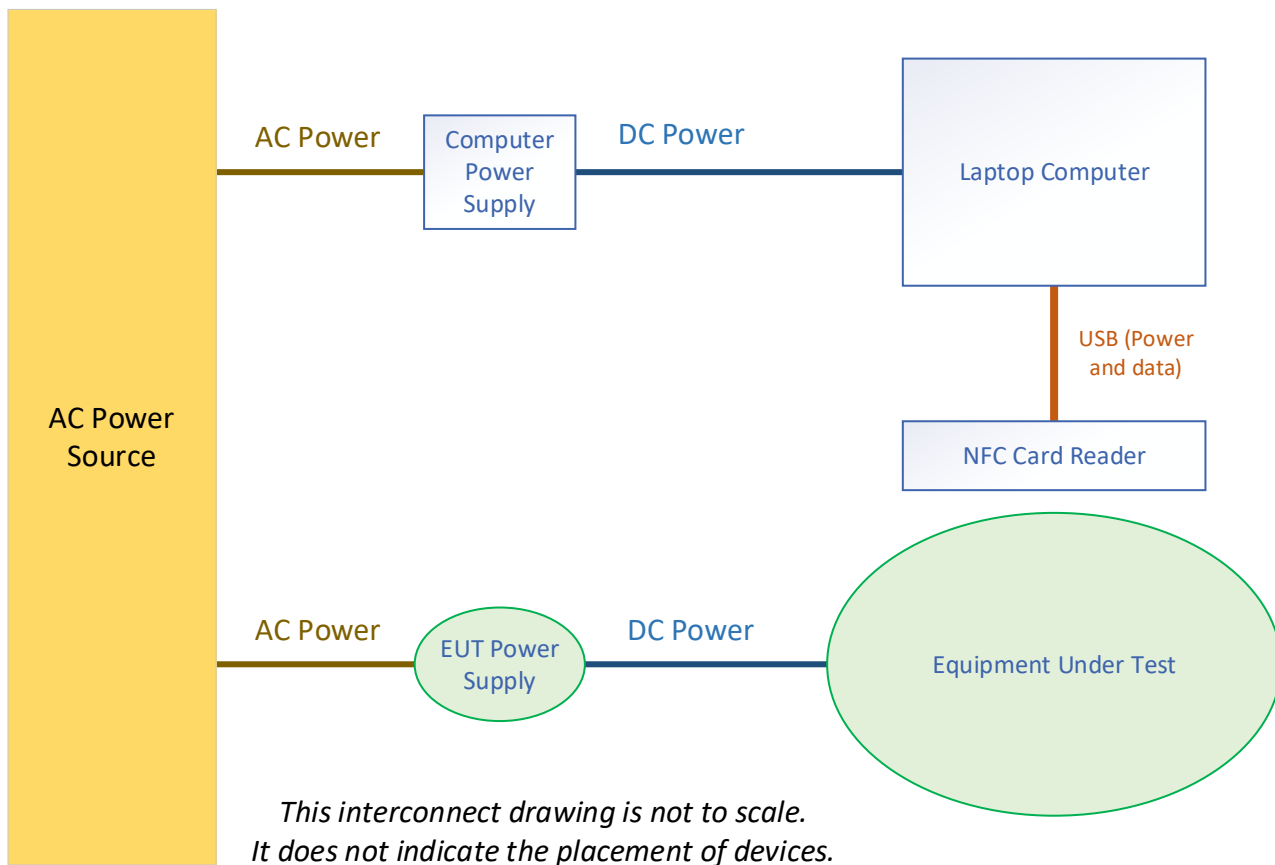 AC Power
Computer
Power
Supply
DC Power
Laptop Computer
USB (Power
and data)
AC Power
Source
NFC Card Reader
AC Power
EUT Power
Supply
DC Power
Equipment Under Test
This interconnect drawing is not to scale.
It does not indicate the placement of devices.